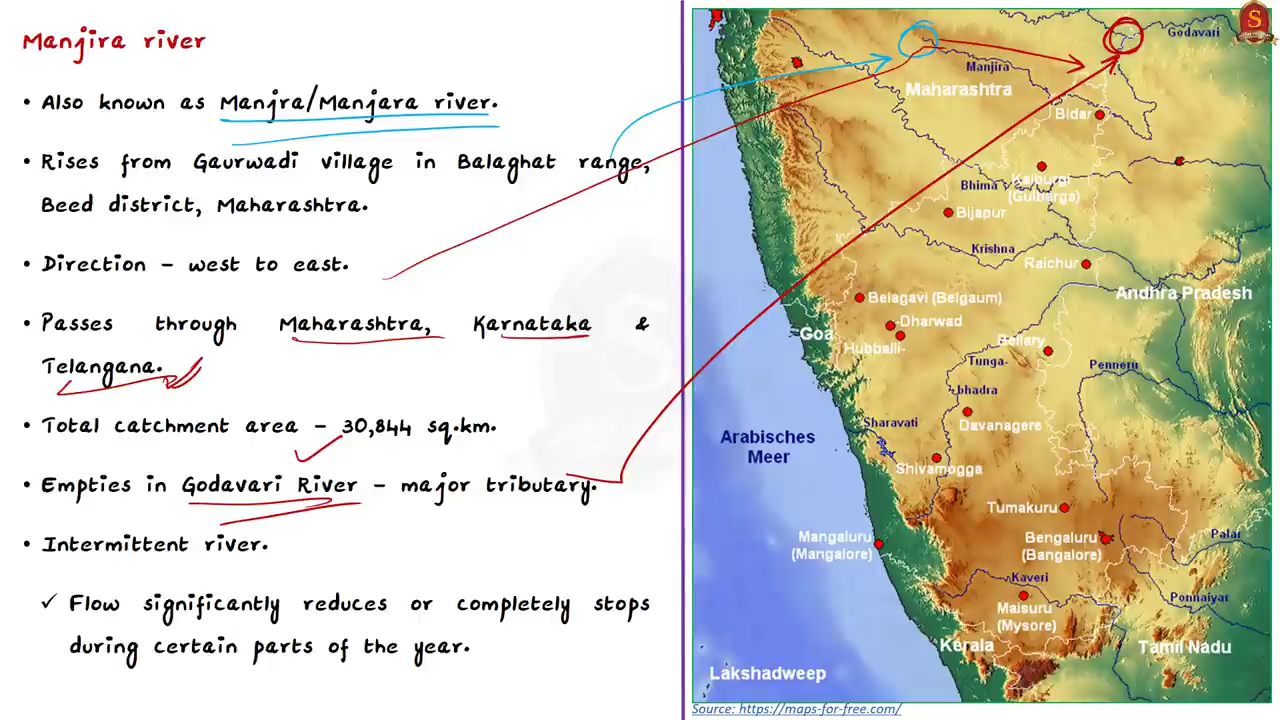 Manjira river
• Also known as Manjra/Manjara river.
• Rises from Gaurwadi village in Balaghat range,
Beed district, Maharashtra.
• Direction – west to east.
• Passes through Maharashtra, Karnataka &
Telangana.
• Total catchment area – 30,844 sq.km.
• Empties in Godavari River – major tributary.
• Intermittent river.
✓ Flow significantly reduces or completely stops
during certain parts of the year.
Godavari
Manjira
Maharashtra
Bidar
Kalburgi
(Gulbarga)
Bhima
Bijapur
Krishna
Raichur
Andhra Pradesh
Belagavi (Belgaum)
Dharwad
Goa
Hubballi-
Bellary
Tunga-
bhadra
Penneru
Sharavati
Davanagere
Arabisches
Meer
Shivamogga
Tumakuru
Mangaluru
(Mangalore)
Bengaluru
(Bangalore)
Palar
Kaveri
Ponnaiyar
Maisuru
(Mysore)
Kerala
Tamil Nadu
Lakshadweep
Source: https://maps-for-free.com/